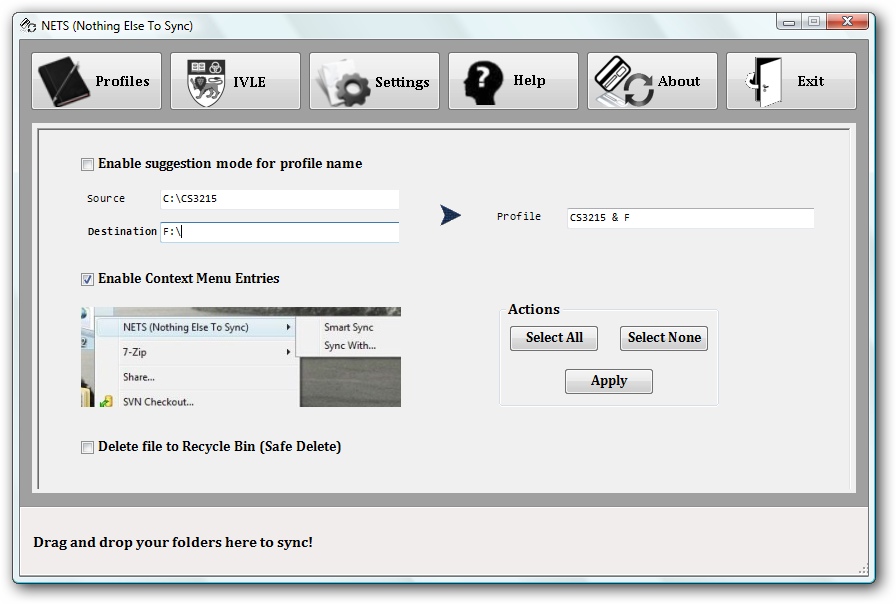 NETS (Nothing Else To Sync)
Profiles
IVLE
Settings
Help
About
Exit
Enable suggestion mode for profile name
Source
C:\CS3215
Destination
F:\
Profile
CS3215 & F
Enable Context Menu Entries
NETS (Nothing Else To Sync)
Smart Sync
Sync With...
7-Zip
Share...
SVN Checkout...
Actions
Select All
Select None
Apply
Delete file to Recycle Bin (Safe Delete)
Drag and drop your folders here to sync!